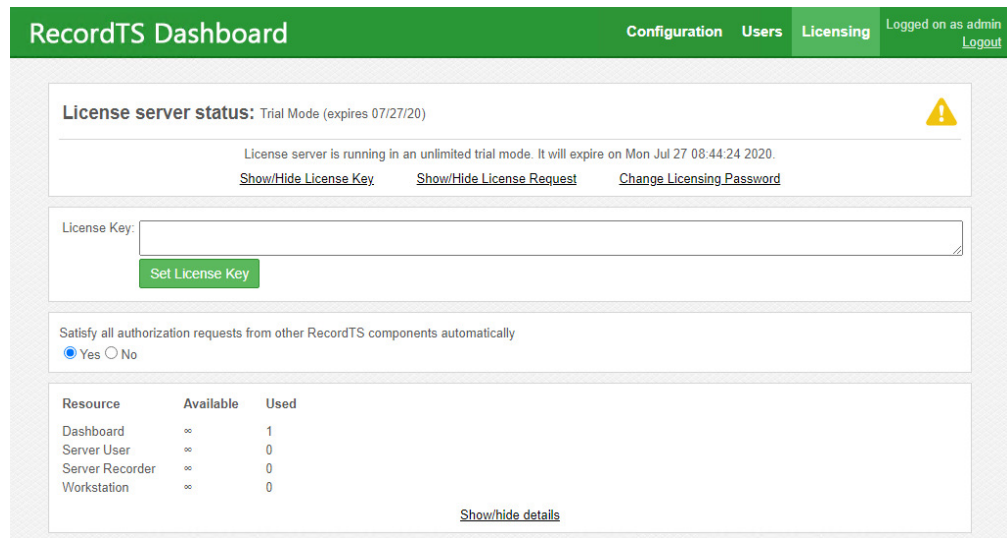 RecordTS Dashboard
Configuration Users Licensing
Logged on as admin
Logout
License server status: Trial Mode (expires 07/27/20)
License server is running in an unlimited trial mode. It will expire on Mon Jul 27 08:44:24 2020.
Show/Hide License Key Show/Hide License Request Change Licensing Password
License Key:
Set License Key
Satisfy all authorization requests from other RecordTS components automatically
Yes No
Resource Available Used
Dashboard ∞ 1
Server User ∞ 0
Server Recorder ∞ 0
Workstation ∞ 0
Show/hide details